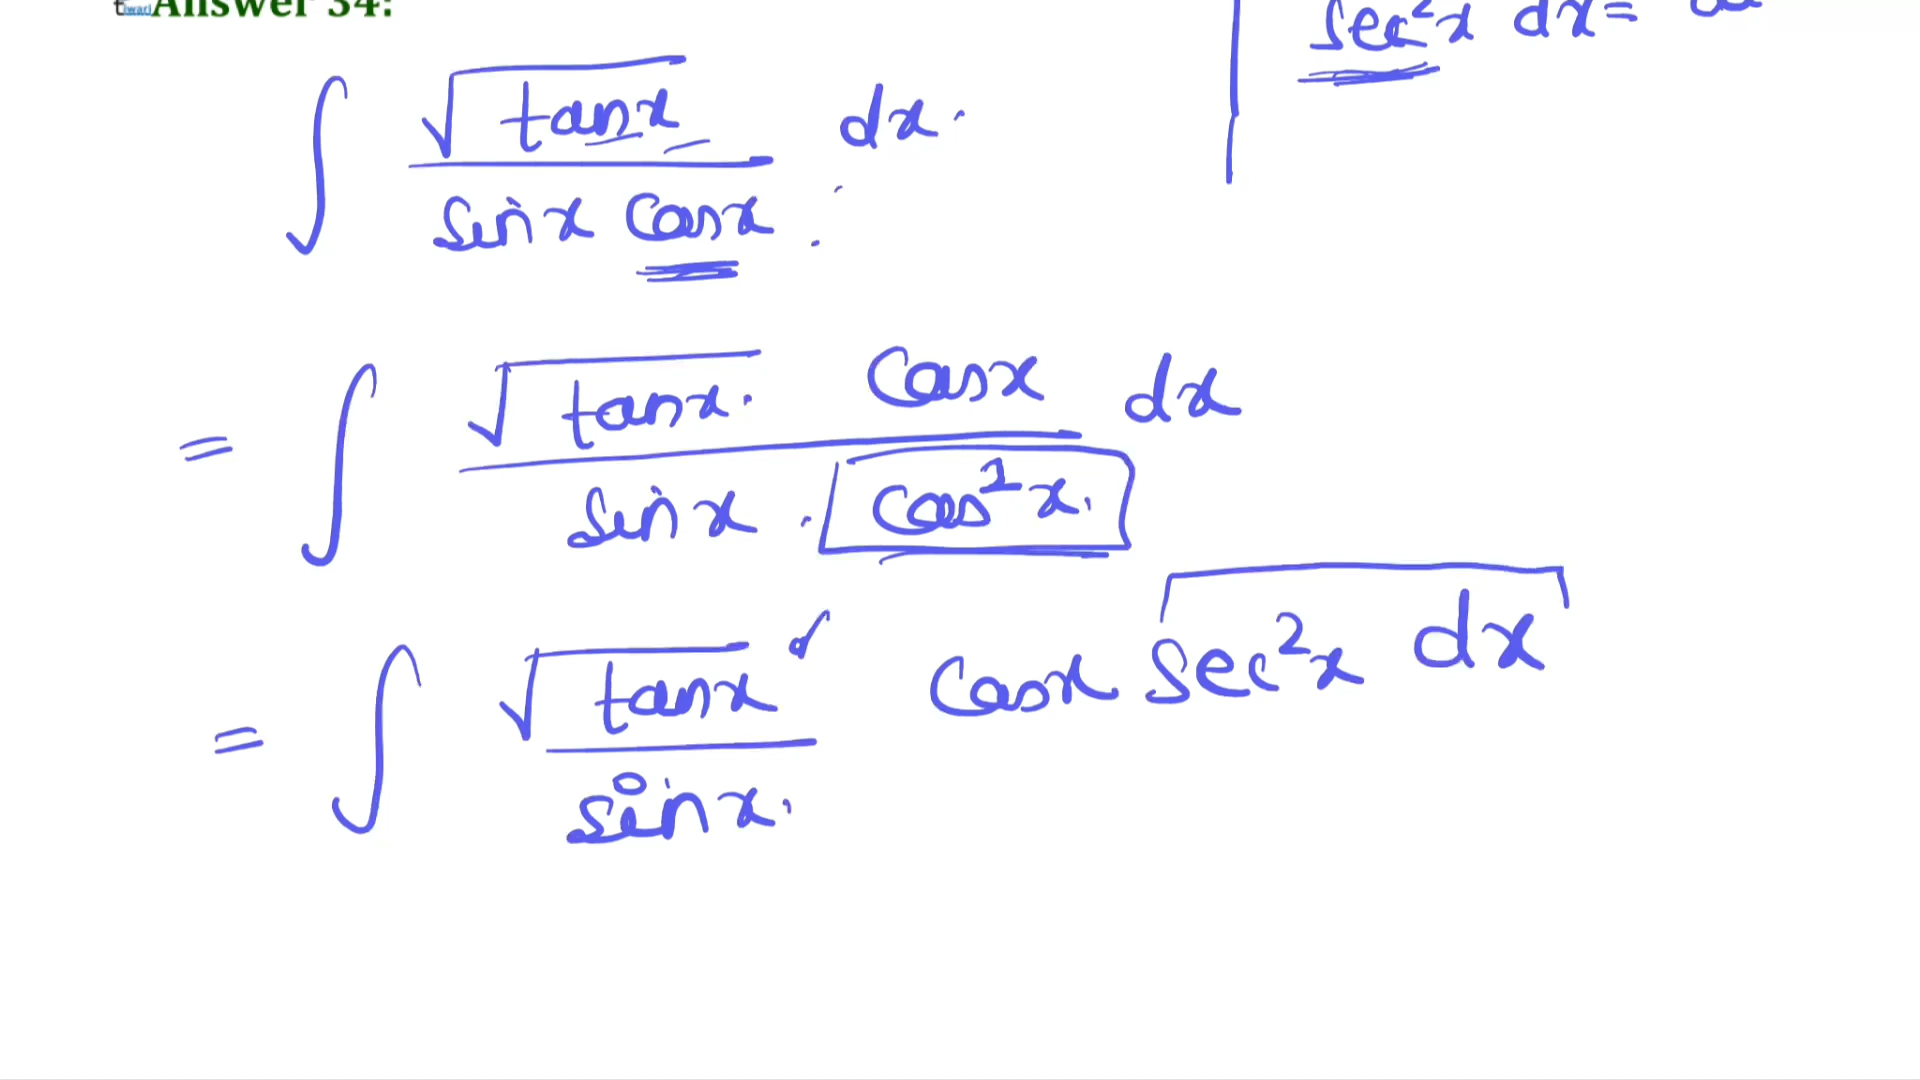 Answer 34:
sec²x dx =
∫ √tanx / sinx cosx dx.
= ∫ √tanx. cosx / sinx . cos²x. dx
= ∫ √tanx / sinx. cosx sec²x dx